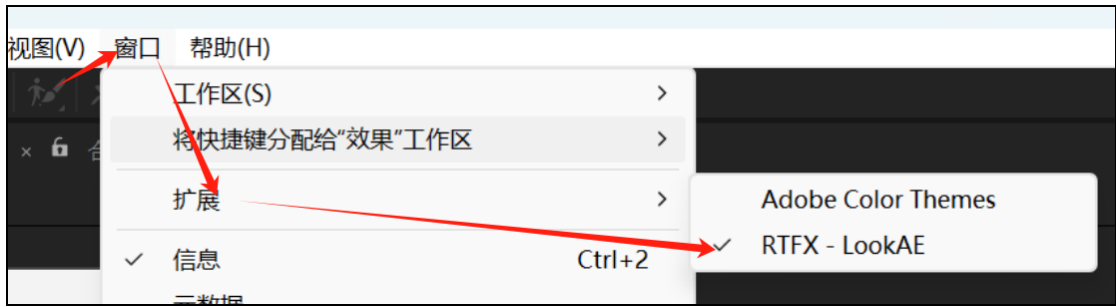 视图(V) 窗口 帮助(H)
工作区(S)
将快捷键分配给“效果”工作区
扩展
Adobe Color Themes
RTFX - LookAE
信息 Ctrl+2